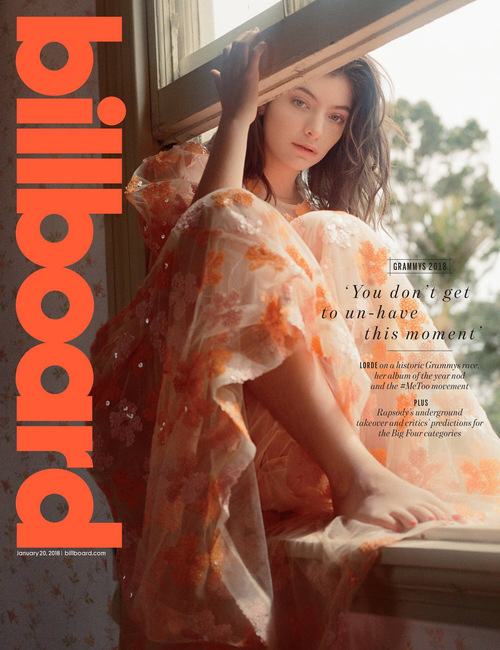 billboard
January 20, 2018 | billboard.com
GRAMMYS 2018
‘You don’t get
to un-have
this moment’
LORDE on a historic Grammys race,
her album of the year nod
and the #MeToo movement
PLUS
Rapsody’s underground
takeover and critics’ predictions for
the Big Four categories